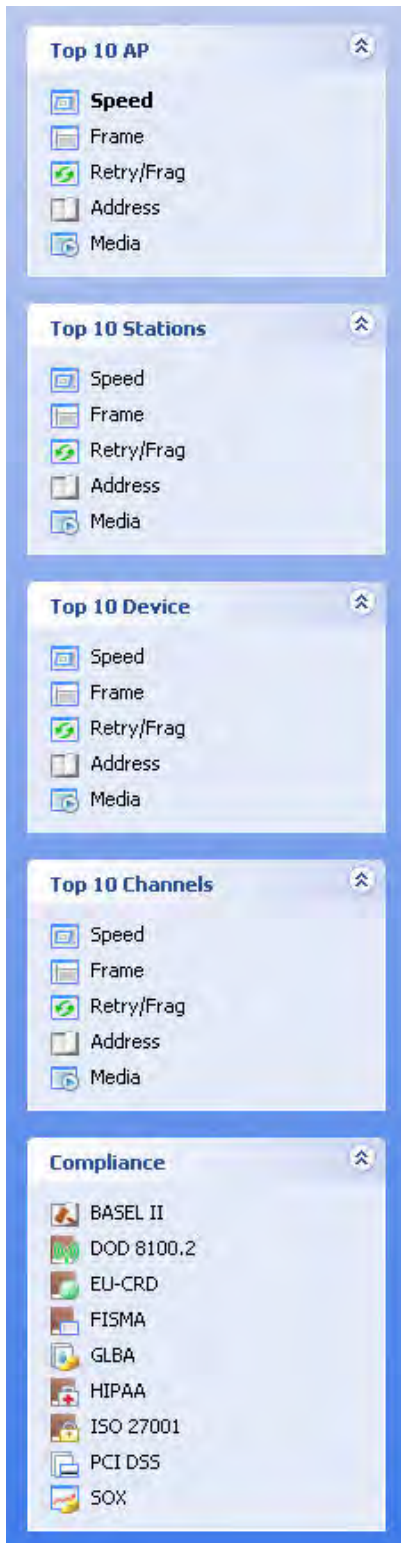 Top 10 AP
Speed
Frame
Retry/Frag
Address
Media
Top 10 Stations
Speed
Frame
Retry/Frag
Address
Media
Top 10 Device
Speed
Frame
Retry/Frag
Address
Media
Top 10 Channels
Speed
Frame
Retry/Frag
Address
Media
Compliance
BASEL II
DOD 8100.2
EU-CRD
FISMA
GLBA
HIPAA
ISO 27001
PCI DSS
SOX